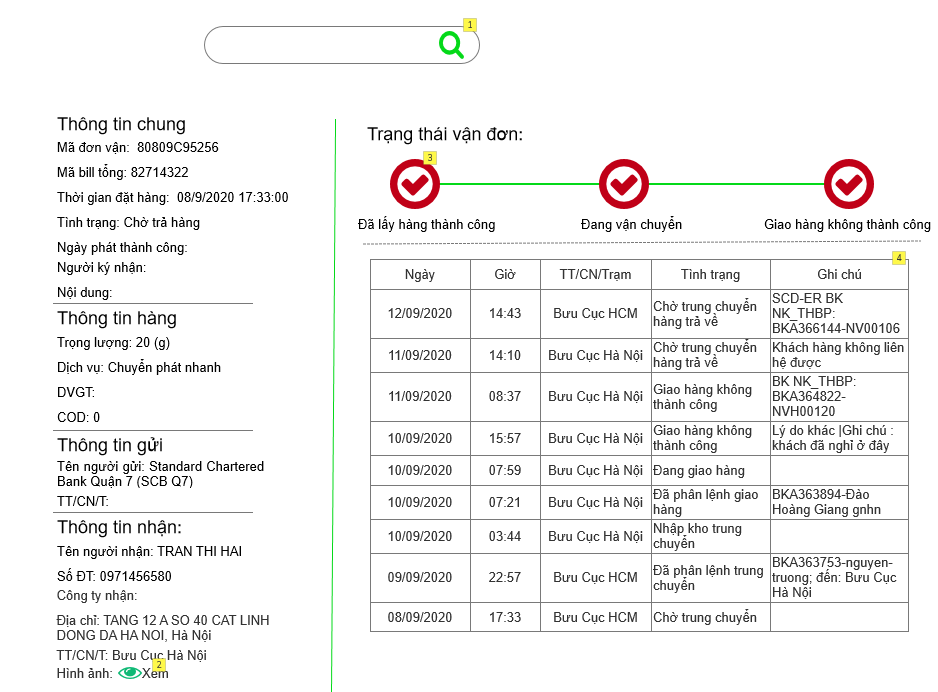 1
Thông tin chung
Mã đơn vận: 80809C95256
Mã bill tổng: 82714322
Thời gian đặt hàng: 08/9/2020 17:33:00
Tình trạng: Chờ trả hàng
Ngày phát thành công:
Người ký nhận:
Nội dung:
Thông tin hàng
Trọng lượng: 20 (g)
Dịch vụ: Chuyển phát nhanh
DVGT:
COD: 0
Thông tin gửi
Tên người gửi: Standard Chartered
Bank Quận 7 (SCB Q7)
TT/CN/T:
Thông tin nhận:
Tên người nhận: TRAN THI HAI
Số ĐT: 0971456580
Công ty nhận:
Địa chỉ: TANG 12 A SO 40 CAT LINH
DONG DA HA NOI, Hà Nội
TT/CN/T: Bưu Cục Hà Nội
Hình ảnh: Xem
2
Trạng thái vận đơn:
3
Đã lấy hàng thành công Đang vận chuyển Giao hàng không thành công
4
Ngày Giờ TT/CN/Trạm Tình trạng Ghi chú
12/09/2020 14:43 Bưu Cục HCM Chờ trung chuyển
hàng trả về
SCD-ER BK
NK_THBP:
BKA366144-NV00106
11/09/2020 14:10 Bưu Cục Hà Nội Chờ trung chuyển
hàng trả về
Khách hàng không liên
hệ được
11/09/2020 08:37 Bưu Cục Hà Nội Giao hàng không
thành công
BK NK_THBP:
BKA364822-
NVH00120
10/09/2020 15:57 Bưu Cục Hà Nội Giao hàng không
thành công
Lý do khác |Ghi chú :
khách đã nghỉ ở đây
10/09/2020 07:59 Bưu Cục Hà Nội Đang giao hàng
10/09/2020 07:21 Bưu Cục Hà Nội Đã phân lệnh giao
hàng
BKA363894-Đào
Hoàng Giang gnhn
10/09/2020 03:44 Bưu Cục Hà Nội Nhập kho trung
chuyển
09/09/2020 22:57 Bưu Cục HCM Đã phân lệnh trung
chuyển
BKA363753-nguyen-
truong; đến: Bưu Cục
Hà Nội
08/09/2020 17:33 Bưu Cục HCM Chờ trung chuyển